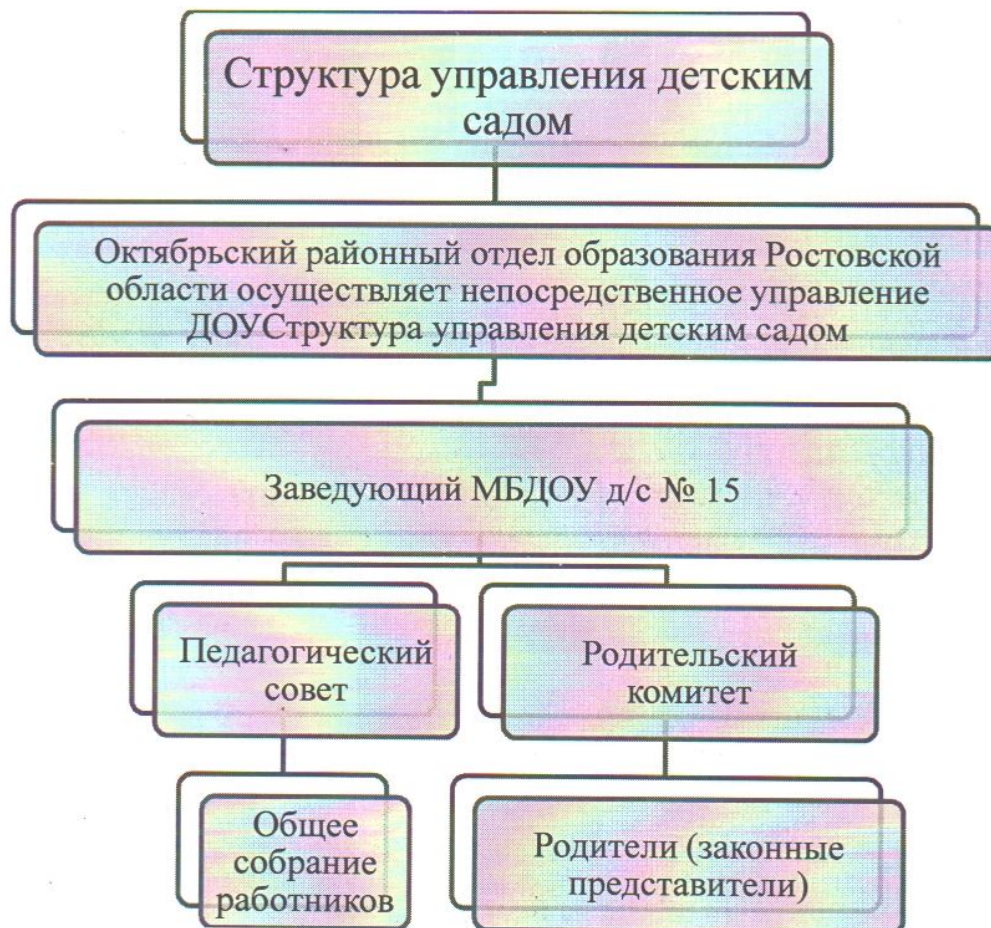 Структура управления детским
садом
Октябрьский районный отдел образования Ростовской
области осуществляет непосредственное управление
ДОУСтруктура управления детским садом
Заведующий МБДОУ д/с № 15
Педагогический
совет
Родительский
комитет
Общее
собрание
работников
Родители (законные
представители)